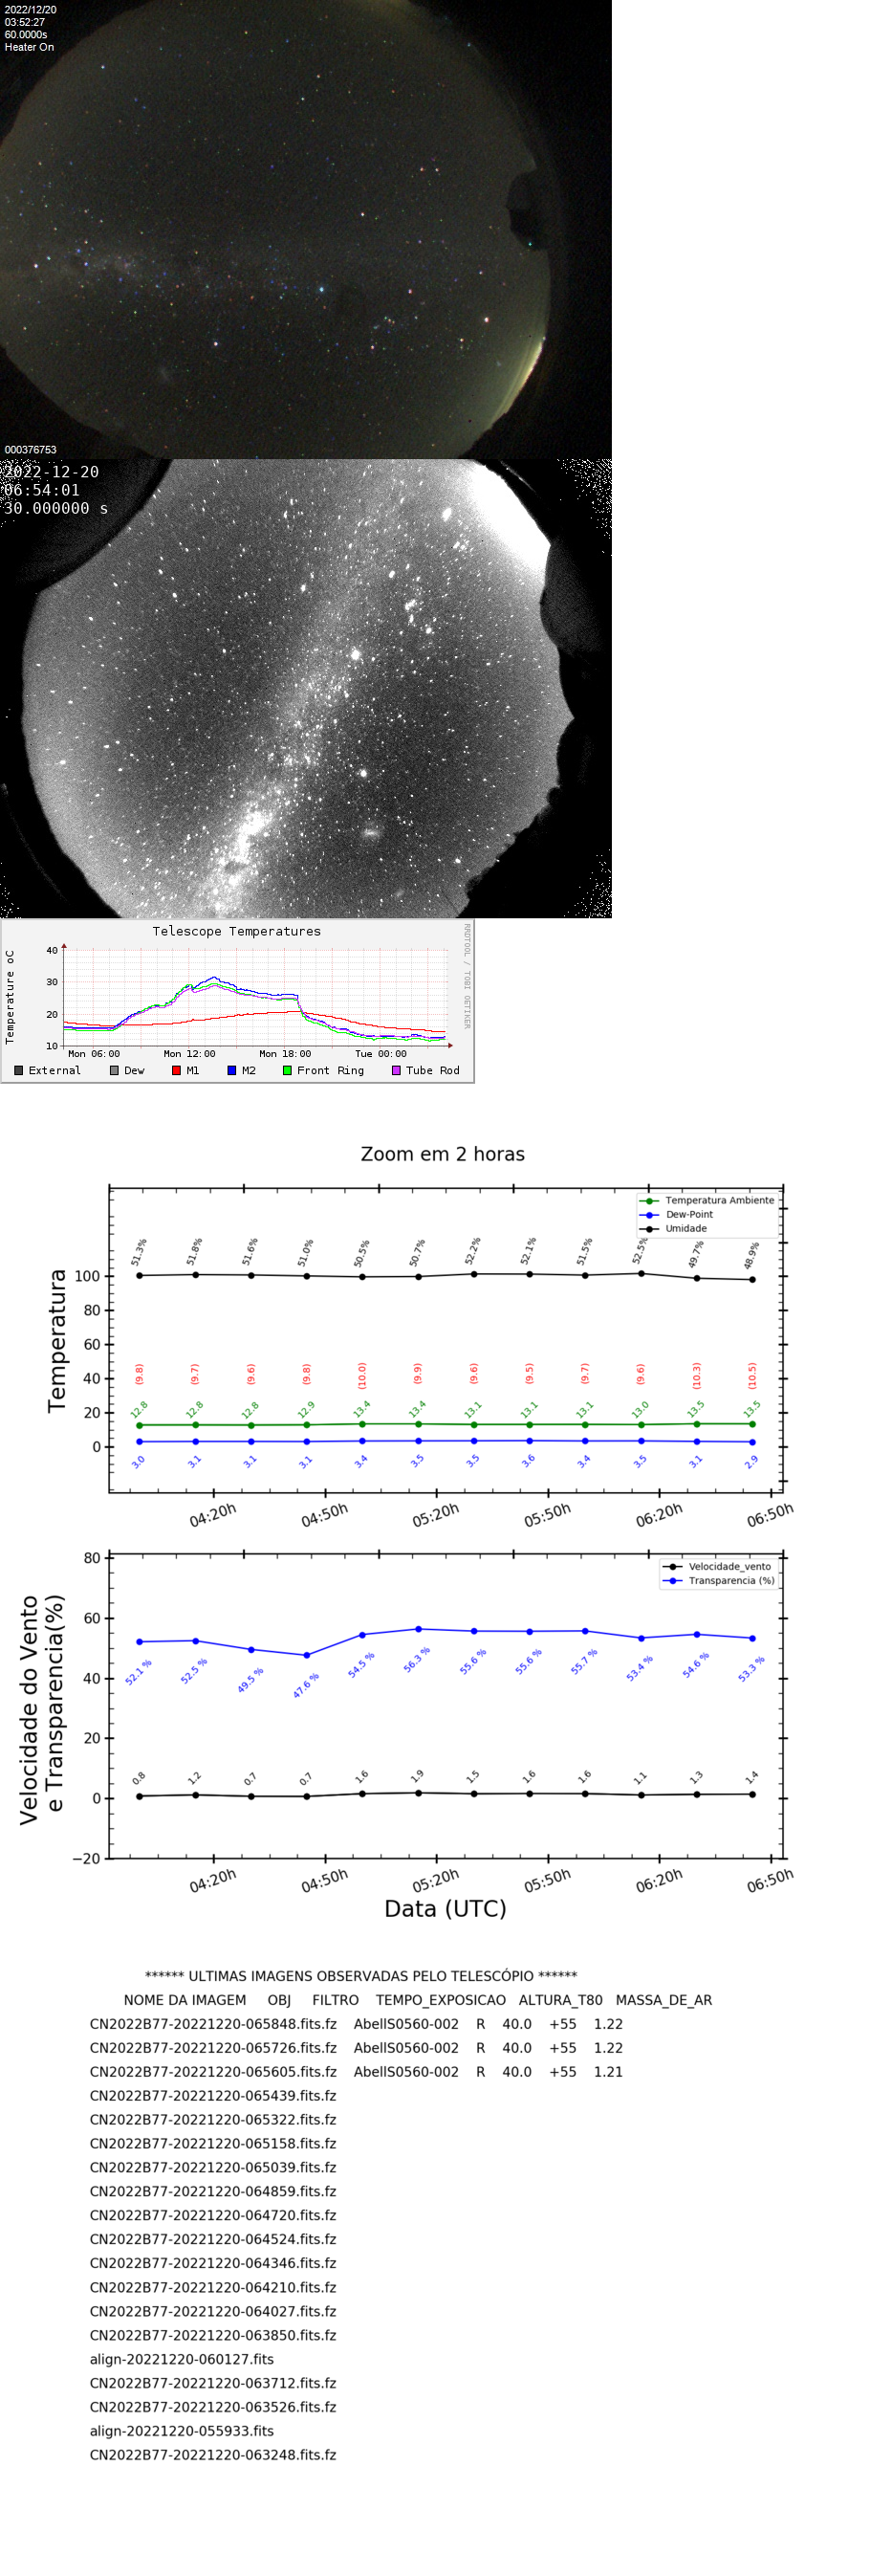 2022/12/20
03:52:27
60.0000s
Heater On
000376753
2022-12-20
06:54:01
30.000000 s
Telescope Temperatures
RRDTOOL / TOBI OETIKER
Temperature oC
40
30
20
10
Mon 06:00 Mon 12:00 Mon 18:00 Tue 00:00
External Dew M1 M2 Front Ring Tube Rod
Zoom em 2 horas
Temperatura Ambiente
Dew-Point
Umidade
51.3% 51.8% 51.6% 51.0% 50.5% 50.7% 52.2% 52.1% 51.5% 52.5% 49.7% 48.9%
Temperatura
100
80
60
40
20
0
(9.8) (9.7) (9.6) (9.8) (10.0) (9.9) (9.6) (9.5) (9.7) (9.6) (10.3) (10.5)
12.8 12.8 12.8 12.9 13.4 13.4 13.1 13.1 13.1 13.0 13.5 13.5
3.0 3.1 3.1 3.1 3.4 3.5 3.5 3.6 3.4 3.5 3.1 2.9
04:20h 04:50h 05:20h 05:50h 06:20h 06:50h
Velocidade_vento
Transparencia (%)
Velocidade do Vento
e Transparencia(%)
80
60
40
20
0
−20
52.1 % 52.5 % 49.5 % 47.6 % 54.5 % 56.3 % 55.6 % 55.6 % 55.7 % 53.4 % 54.6 % 53.3 %
0.8 1.2 0.7 0.7 1.6 1.9 1.5 1.6 1.6 1.1 1.3 1.4
04:20h 04:50h 05:20h 05:50h 06:20h 06:50h
Data (UTC)
****** ULTIMAS IMAGENS OBSERVADAS PELO TELESCÓPIO ******
NOME DA IMAGEM OBJ FILTRO TEMPO_EXPOSICAO ALTURA_T80 MASSA_DE_AR
CN2022B77-20221220-065848.fits.fz AbellS0560-002 R 40.0 +55 1.22
CN2022B77-20221220-065726.fits.fz AbellS0560-002 R 40.0 +55 1.22
CN2022B77-20221220-065605.fits.fz AbellS0560-002 R 40.0 +55 1.21
CN2022B77-20221220-065439.fits.fz
CN2022B77-20221220-065322.fits.fz
CN2022B77-20221220-065158.fits.fz
CN2022B77-20221220-065039.fits.fz
CN2022B77-20221220-064859.fits.fz
CN2022B77-20221220-064720.fits.fz
CN2022B77-20221220-064524.fits.fz
CN2022B77-20221220-064346.fits.fz
CN2022B77-20221220-064210.fits.fz
CN2022B77-20221220-064027.fits.fz
CN2022B77-20221220-063850.fits.fz
align-20221220-060127.fits
CN2022B77-20221220-063712.fits.fz
CN2022B77-20221220-063526.fits.fz
align-20221220-055933.fits
CN2022B77-20221220-063248.fits.fz